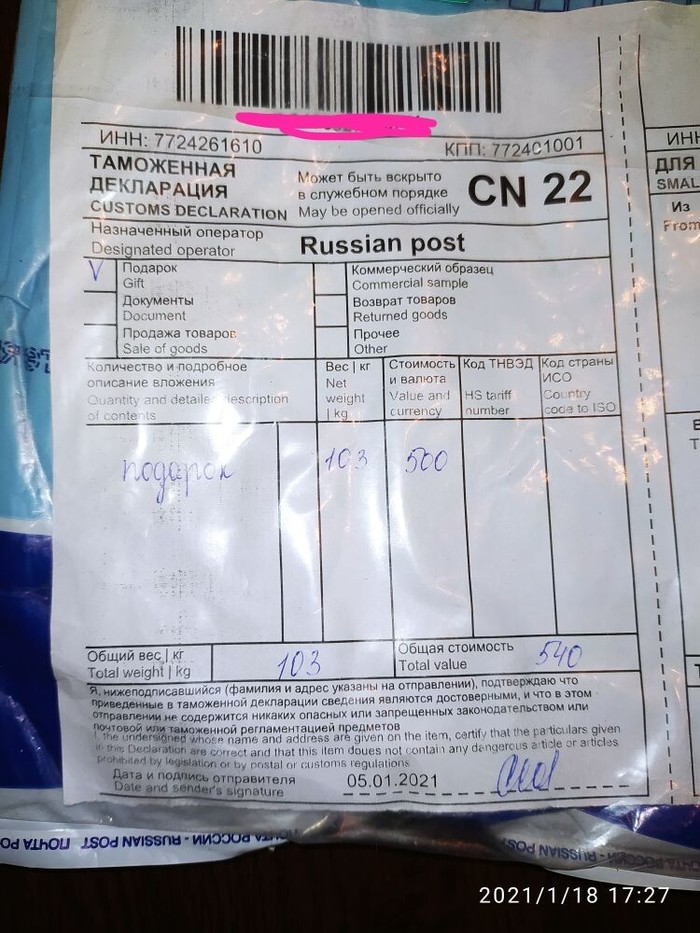 ИНН: 7724261610
КПП: 772401001
ТАМОЖЕННАЯ
ДЕКЛАРАЦИЯ
CUSTOMS DECLARATION
Может быть вскрыто
в служебном порядке
May be opened officially
CN 22
Назначенный оператор
Designated operator
Russian post
V
Подарок
Gift
Документы
Document
Продажа товаров
Sale of goods
Коммерческий образец
Commercial sample
Возврат товаров
Returned goods
Прочее
Other
Количество и подробное
описание вложения
Quantity and detailed description
of contents
Вес | кг
Net
weight
| kg
Стоимость
и валюта
Value and
currency
Код ТНВЭД
HS tariff
number
Код страны
ИСО
Country
code to ISO
подарок
103
500
Общий вес | кг
Total weight | kg
103
Общая стоимость
Total value
540
Я, нижеподписавшийся (фамилия и адрес указаны на отправлении), подтверждаю что
приведенные в таможенной декларации сведения являются достоверными, и что в этом
отправлении не содержится никаких опасных или запрещенных законодательством или
почтовой или таможенной регламентацией предметов
I, the undersigned whose name and address are given on the item, certify that the particulars given
in this Declaration are correct and that this item doues not contain any dangerous article or articles
prohibited by legislation or by postal or customs regulations
Дата и подпись отправителя
Date and sender's signature
05.01.2021
ИНН
ДЛЯ
SMAL
Из
From
ПОЧТА РОССИИ - RUSSIAN POST ПОЧТА РО
ПОЧТА РОССИИ - RUSSIAN POST
2021/1/18 17:27